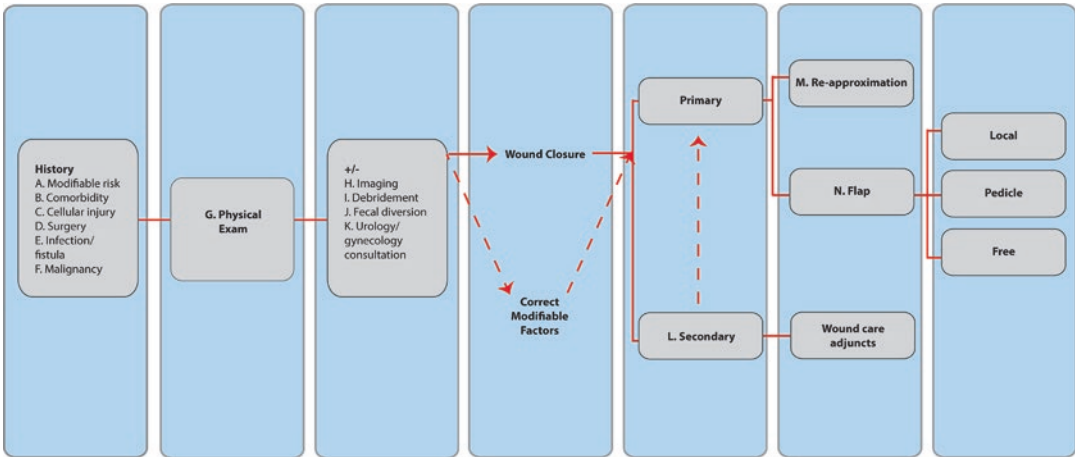 History
A. Modifiable risk
B. Comorbidity
C. Cellular injury
D. Surgery
E. Infection/
fistula
F. Malignancy
G. Physical
Exam
+/-
H. Imaging
I. Debridement
J. Fecal diversion
K. Urology/
gynecology
consultation
Wound Closure
Correct
Modifiable
Factors
Primary
L. Secondary
M. Re-approximation
N. Flap
Wound care
adjuncts
Local
Pedicle
Free